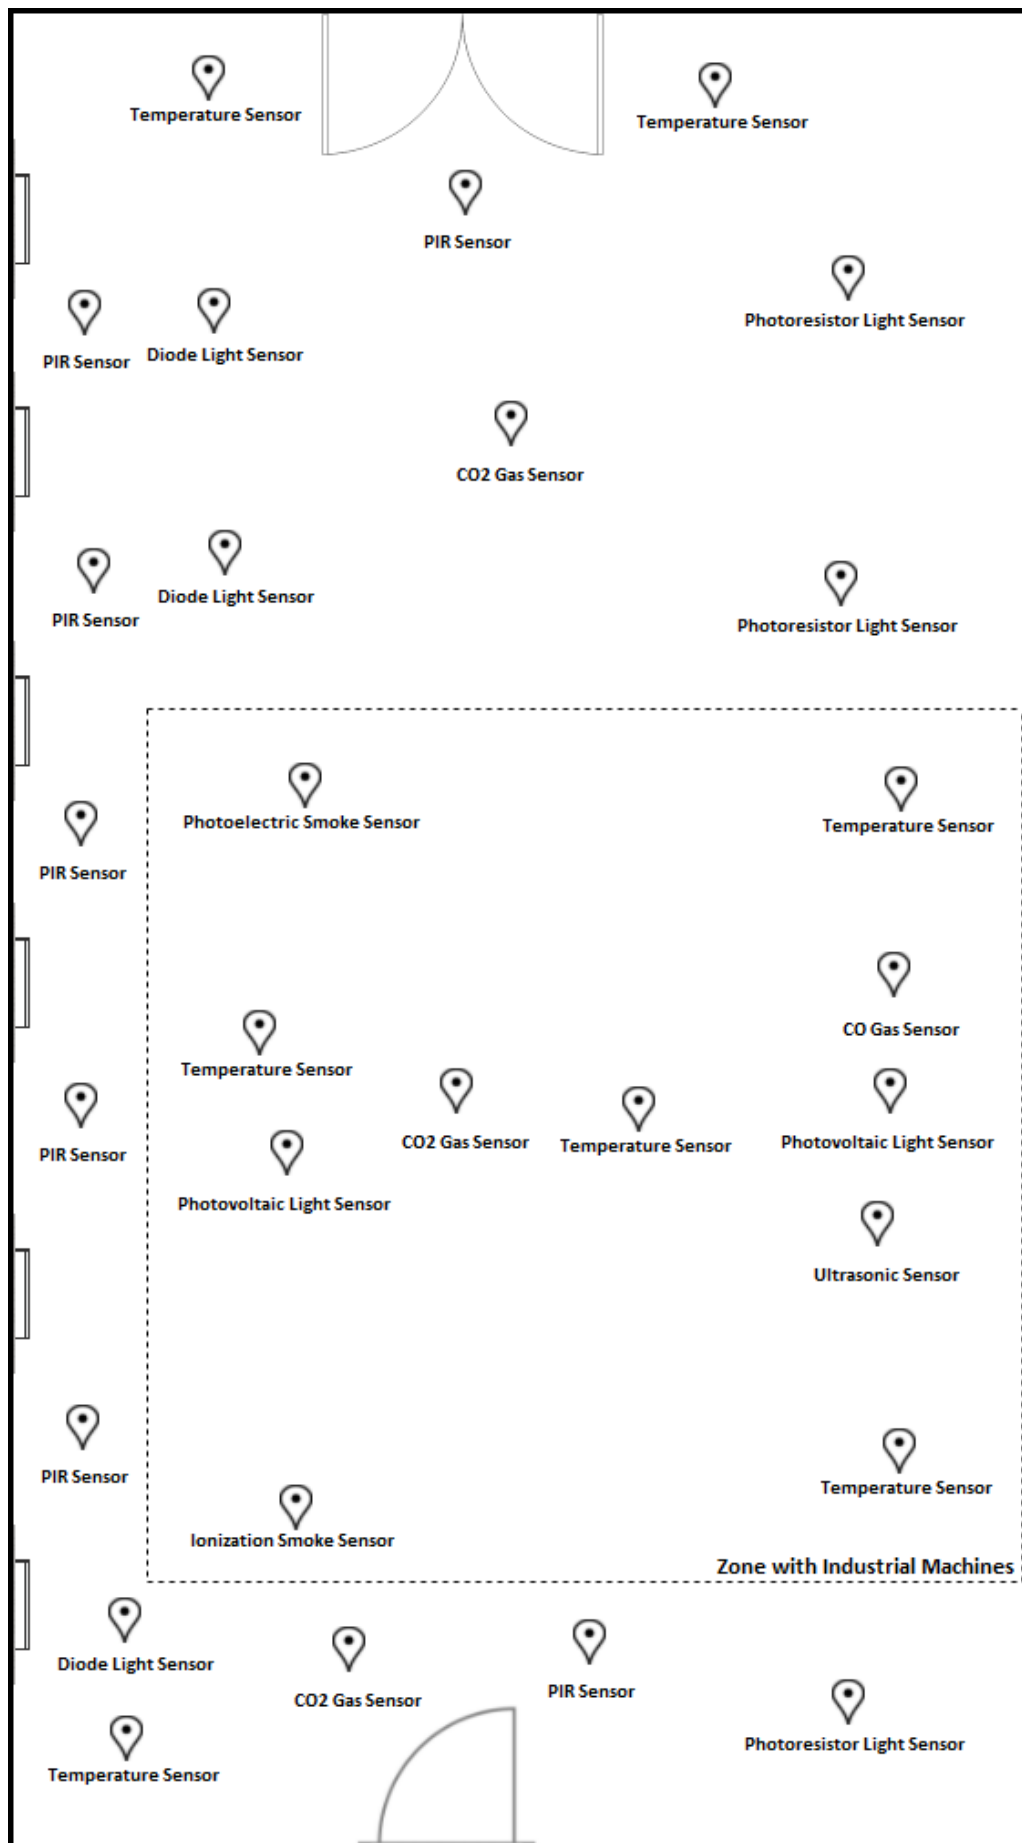 Temperature Sensor
Temperature Sensor
PIR Sensor
Photoresistor Light Sensor
PIR Sensor
Diode Light Sensor
CO2 Gas Sensor
Diode Light Sensor
PIR Sensor
Photoresistor Light Sensor
Photoelectric Smoke Sensor
Temperature Sensor
PIR Sensor
CO Gas Sensor
Temperature Sensor
CO2 Gas Sensor
Temperature Sensor
Photovoltaic Light Sensor
PIR Sensor
Photovoltaic Light Sensor
Ultrasonic Sensor
PIR Sensor
Temperature Sensor
Ionization Smoke Sensor
Zone with Industrial Machines
Diode Light Sensor
CO2 Gas Sensor
PIR Sensor
Photoresistor Light Sensor
Temperature Sensor